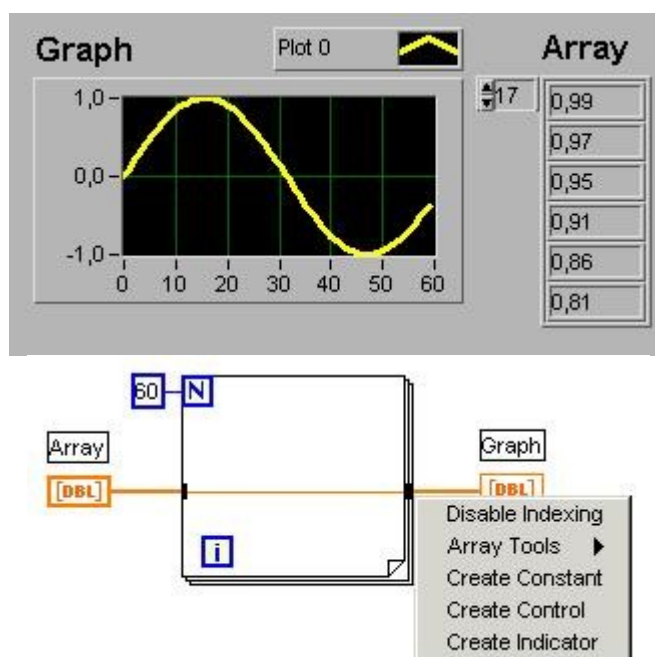 Graph
Plot 0
Array
1,0
0,0
-1,0
0 10 20 30 40 50 60
17
0,99
0,97
0,95
0,91
0,86
0,81
60 N
Array
[DBL]
i
Graph
[DBL]
Disable Indexing
Array Tools
Create Constant
Create Control
Create Indicator